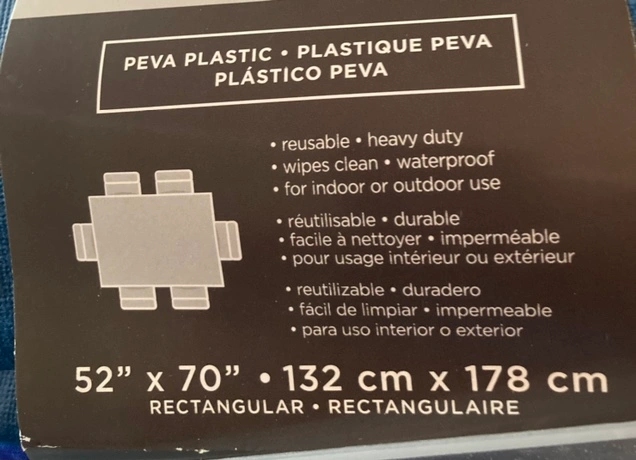 PEVA PLASTIC • PLASTIQUE PEVA
PLÁSTICO PEVA
• reusable • heavy duty
• wipes clean • waterproof
• for indoor or outdoor use
• réutilisable • durable
• facile à nettoyer • imperméable
• pour usage intérieur ou extérieur
• reutilizable • duradero
• fácil de limpiar • impermeable
• para uso interior o exterior
52” x 70” • 132 cm x 178 cm
RECTANGULAR • RECTANGULAIRE